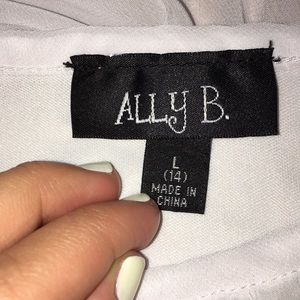 ALLY B.
L
(14)
MADE IN
CHINA